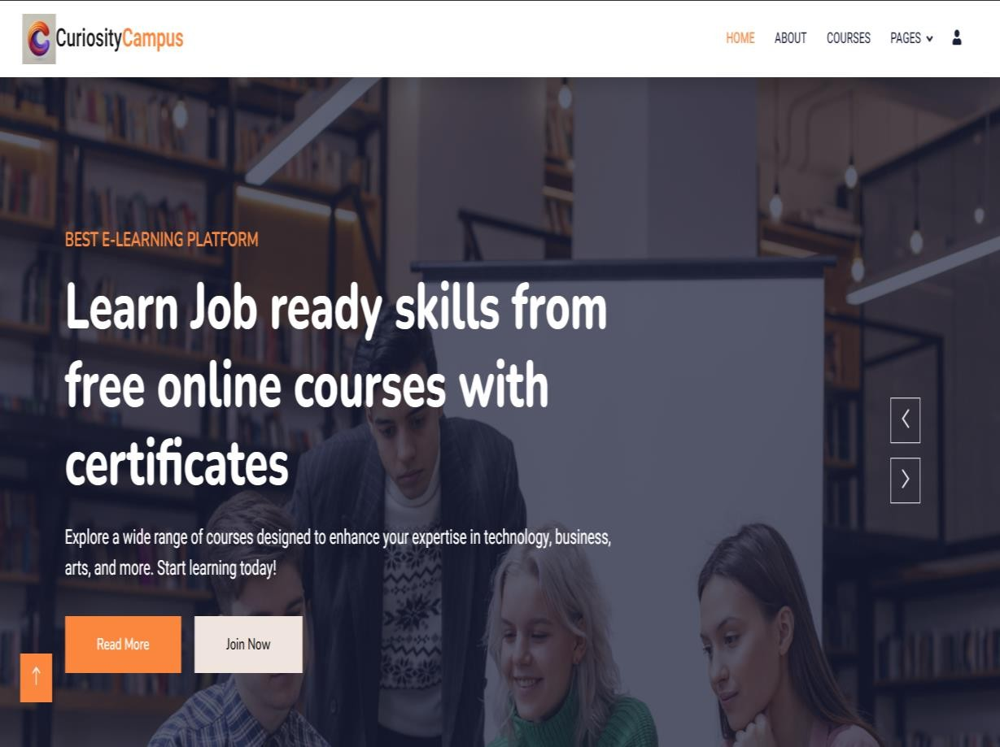 CuriosityCampus
HOME ABOUT COURSES PAGES
BEST E-LEARNING PLATFORM
Learn Job ready skills from
free online courses with
certificates
Explore a wide range of courses designed to enhance your expertise in technology, business,
arts, and more. Start learning today!
Read More Join Now